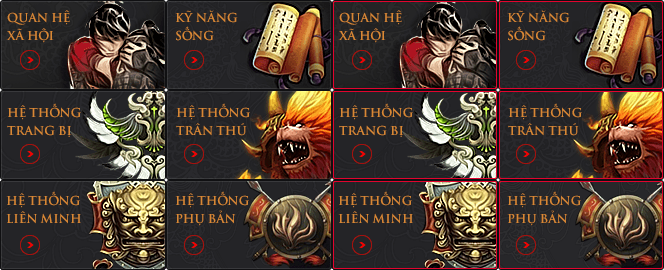 QUAN HỆ
XÃ HỘI
KỸ NĂNG
SỐNG
QUAN HỆ
XÃ HỘI
KỸ NĂNG
SỐNG
HỆ THỐNG
TRANG BỊ
HỆ THỐNG
TRÂN THÚ
HỆ THỐNG
TRANG BỊ
HỆ THỐNG
TRÂN THÚ
HỆ THỐNG
LIÊN MINH
HỆ THỐNG
PHỤ BẢN
HỆ THỐNG
LIÊN MINH
HỆ THỐNG
PHỤ BẢN